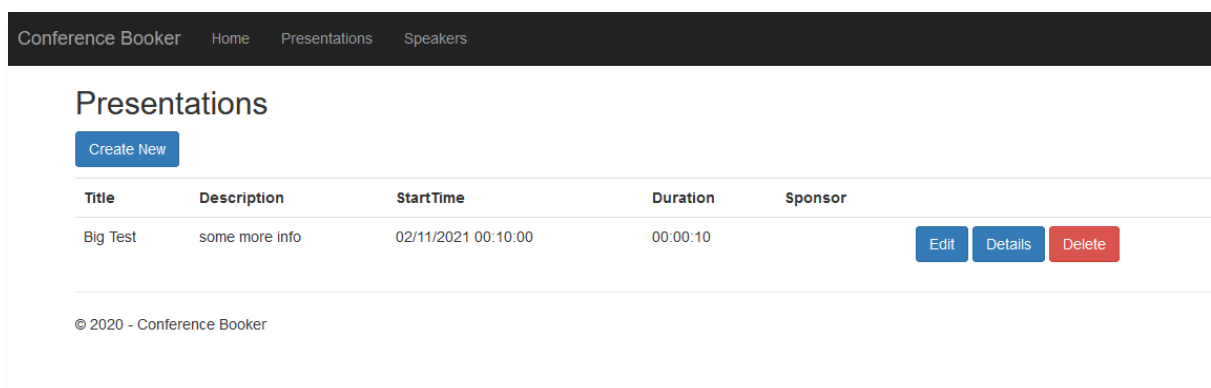 Conference Booker Home Presentations Speakers
Presentations
Create New
Title Description StartTime Duration Sponsor
Big Test some more info 02/11/2021 00:10:00 00:00:10 Edit Details Delete
© 2020 - Conference Booker